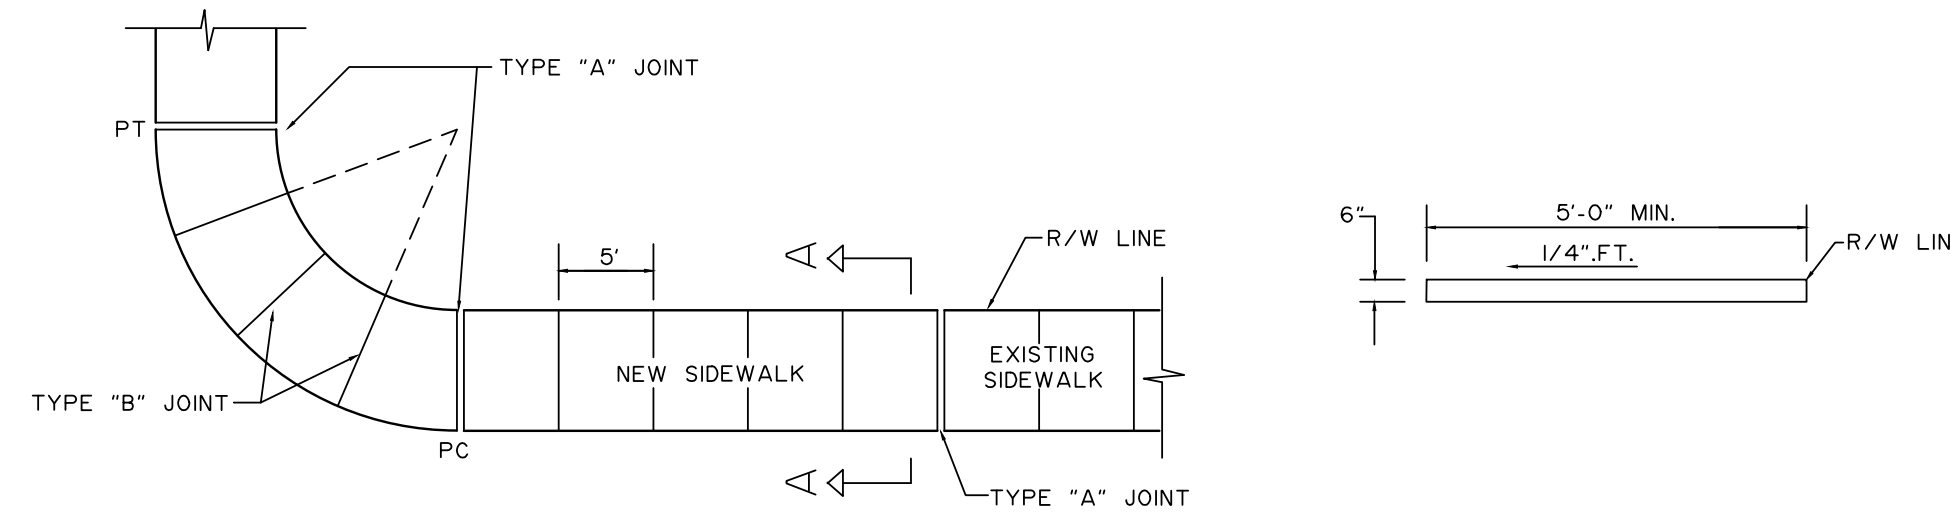 TYPE "A" JOINT
PT
5'
A
R/W LINE
NEW SIDEWALK
EXISTING
SIDEWALK
TYPE "B" JOINT
PC
A
TYPE "A" JOINT
6"
5'-0" MIN.
1/4".FT.
R/W LIN